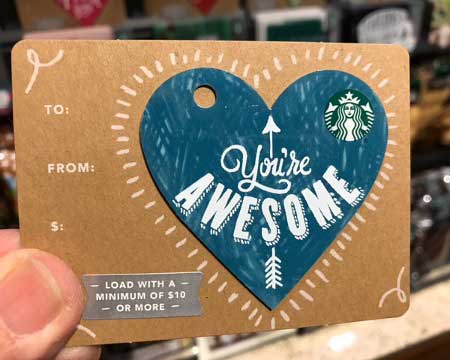 TO:
FROM:
$:
You're
AWESOME
— LOAD WITH A —
MINIMUM OF $10
— OR MORE —